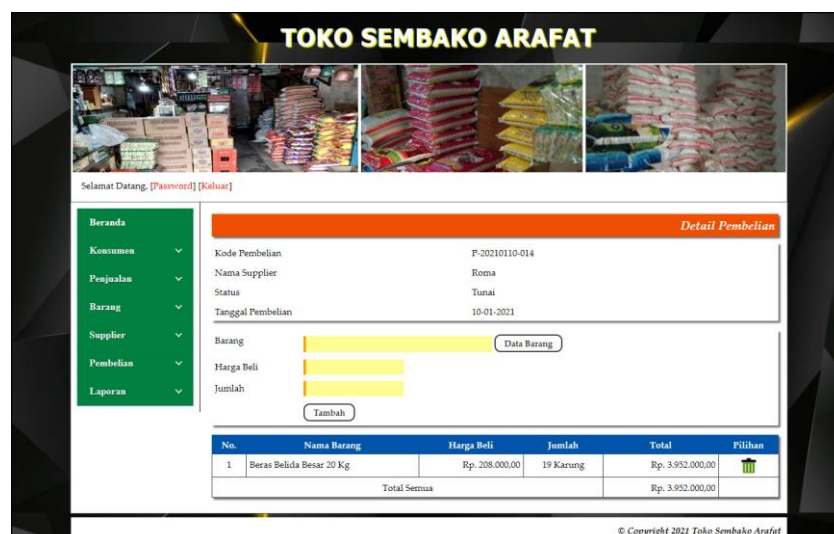 TOKO SEMBAKO ARAFAT
Selamat Datang, [Password] [Keluar]
Beranda
Konsumen
Penjualan
Barang
Supplier
Pembelian
Laporan
Detail Pembelian
Kode Pembelian P-20210110-014
Nama Supplier Roma
Status Tunai
Tanggal Pembelian 10-01-2021
Barang Data Barang
Harga Beli
Jumlah
Tambah
No. Nama Barang Harga Beli Jumlah Total Pilihan
1 Beras Belida Besar 20 Kg Rp. 208.000,00 19 Karung Rp. 3.952.000,00
Total Semua Rp. 3.952.000,00
© Copyright 2021 Toko Sembako Arafat